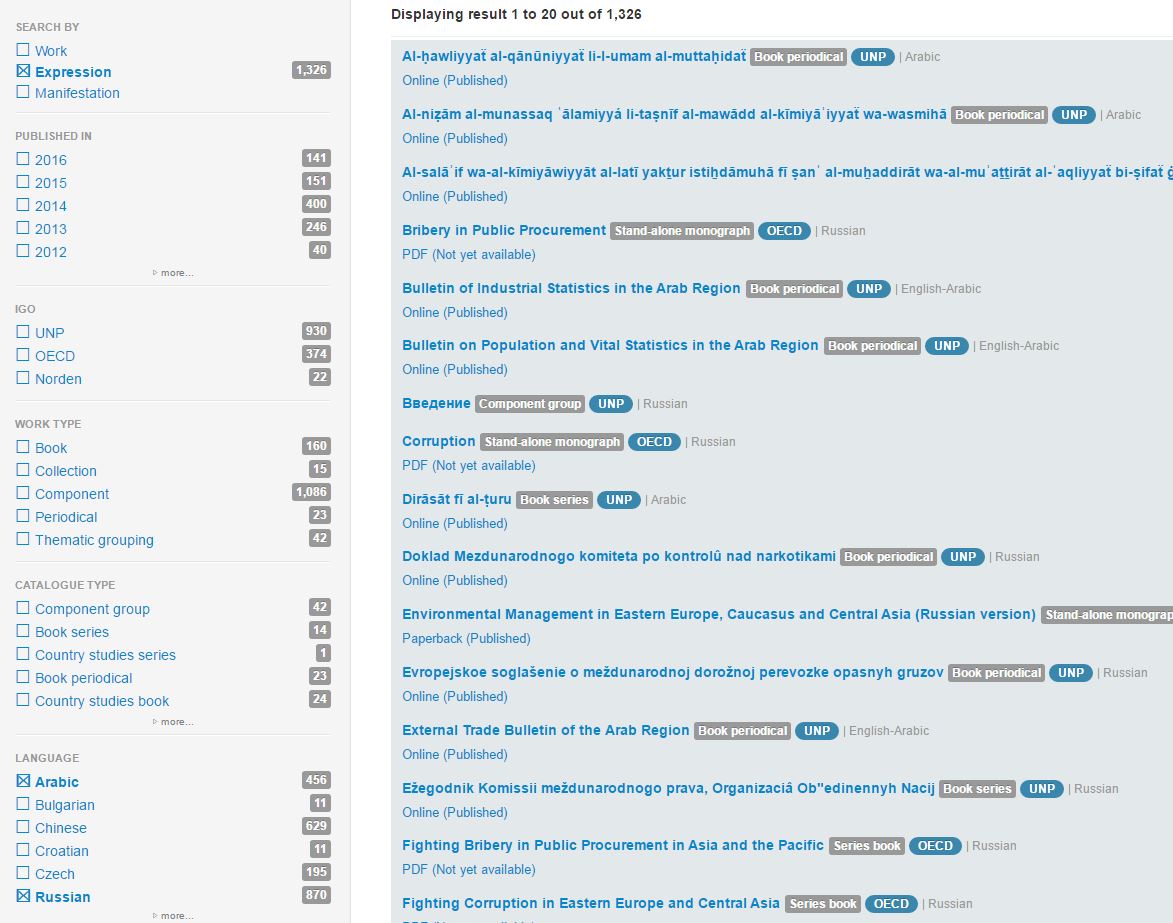 SEARCH BY
Work
Expression 1,326
Manifestation
PUBLISHED IN
2016 141
2015 151
2014 400
2013 246
2012 40
more...
IGO
UNP 930
OECD 374
Norden 22
WORK TYPE
Book 160
Collection 15
Component 1,086
Periodical 23
Thematic grouping 42
CATALOGUE TYPE
Component group 42
Book series 14
Country studies series 1
Book periodical 23
Country studies book 24
more...
LANGUAGE
Arabic 456
Bulgarian 11
Chinese 629
Croatian 11
Czech 195
Russian 870
more...
Displaying result 1 to 20 out of 1,326
Al-ḥawliyyaẗ al-qānūniyyaẗ li-l-umam al-muttaḥidaẗ Book periodical UNP | Arabic
Online (Published)
Al-niẓām al-munassaq ʿālamiyyá li-taṣnīf al-mawādd al-kīmiyāʾiyyaẗ wa-wasmihā Book periodical UNP | Arabic
Online (Published)
Al-salāʾif wa-al-kīmiyāwiyyāt al-latī yakṯur istiẖdāmuhā fī ṣanʿ al-muẖaddirāt wa-al-muʾaṯṯirāt al-ʿaqliyyaẗ bi-ṣifaẗ
Online (Published)
Bribery in Public Procurement Stand-alone monograph OECD | Russian
PDF (Not yet available)
Bulletin of Industrial Statistics in the Arab Region Book periodical UNP | English-Arabic
Online (Published)
Bulletin on Population and Vital Statistics in the Arab Region Book periodical UNP | English-Arabic
Online (Published)
Введение Component group UNP | Russian
Corruption Stand-alone monograph OECD | Russian
PDF (Not yet available)
Dirāsāt fī al-ṭuru Book series UNP | Arabic
Online (Published)
Doklad Mezdunarodnogo komiteta po kontrolû nad narkotikami Book periodical UNP | Russian
Online (Published)
Environmental Management in Eastern Europe, Caucasus and Central Asia (Russian version) Stand-alone monograp
Paperback (Published)
Evropejskoe soglašenie o meždunarodnoj dorožnoj perevozke opasnyh gruzov Book periodical UNP | Russian
Online (Published)
External Trade Bulletin of the Arab Region Book periodical UNP | English-Arabic
Online (Published)
Ežegodnik Komissii meždunarodnogo prava, Organizaciâ Ob"edinennyh Nacij Book series UNP | Russian
Online (Published)
Fighting Bribery in Public Procurement in Asia and the Pacific Series book OECD | Russian
PDF (Not yet available)
Fighting Corruption in Eastern Europe and Central Asia Series book OECD | Russian